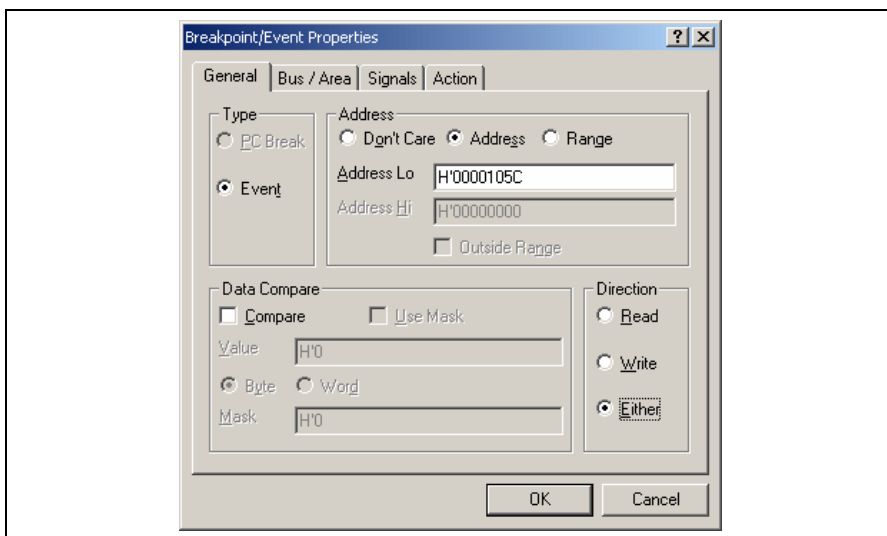 Breakpoint/Event Properties
General Bus / Area Signals Action
Type
PC Break
Event
Address
Don't Care Address Range
Address Lo H'0000105C
Address Hi H'00000000
Outside Range
Data Compare
Compare Use Mask
Value H'0
Byte Word
Mask H'0
Direction
Read
Write
Either
OK Cancel